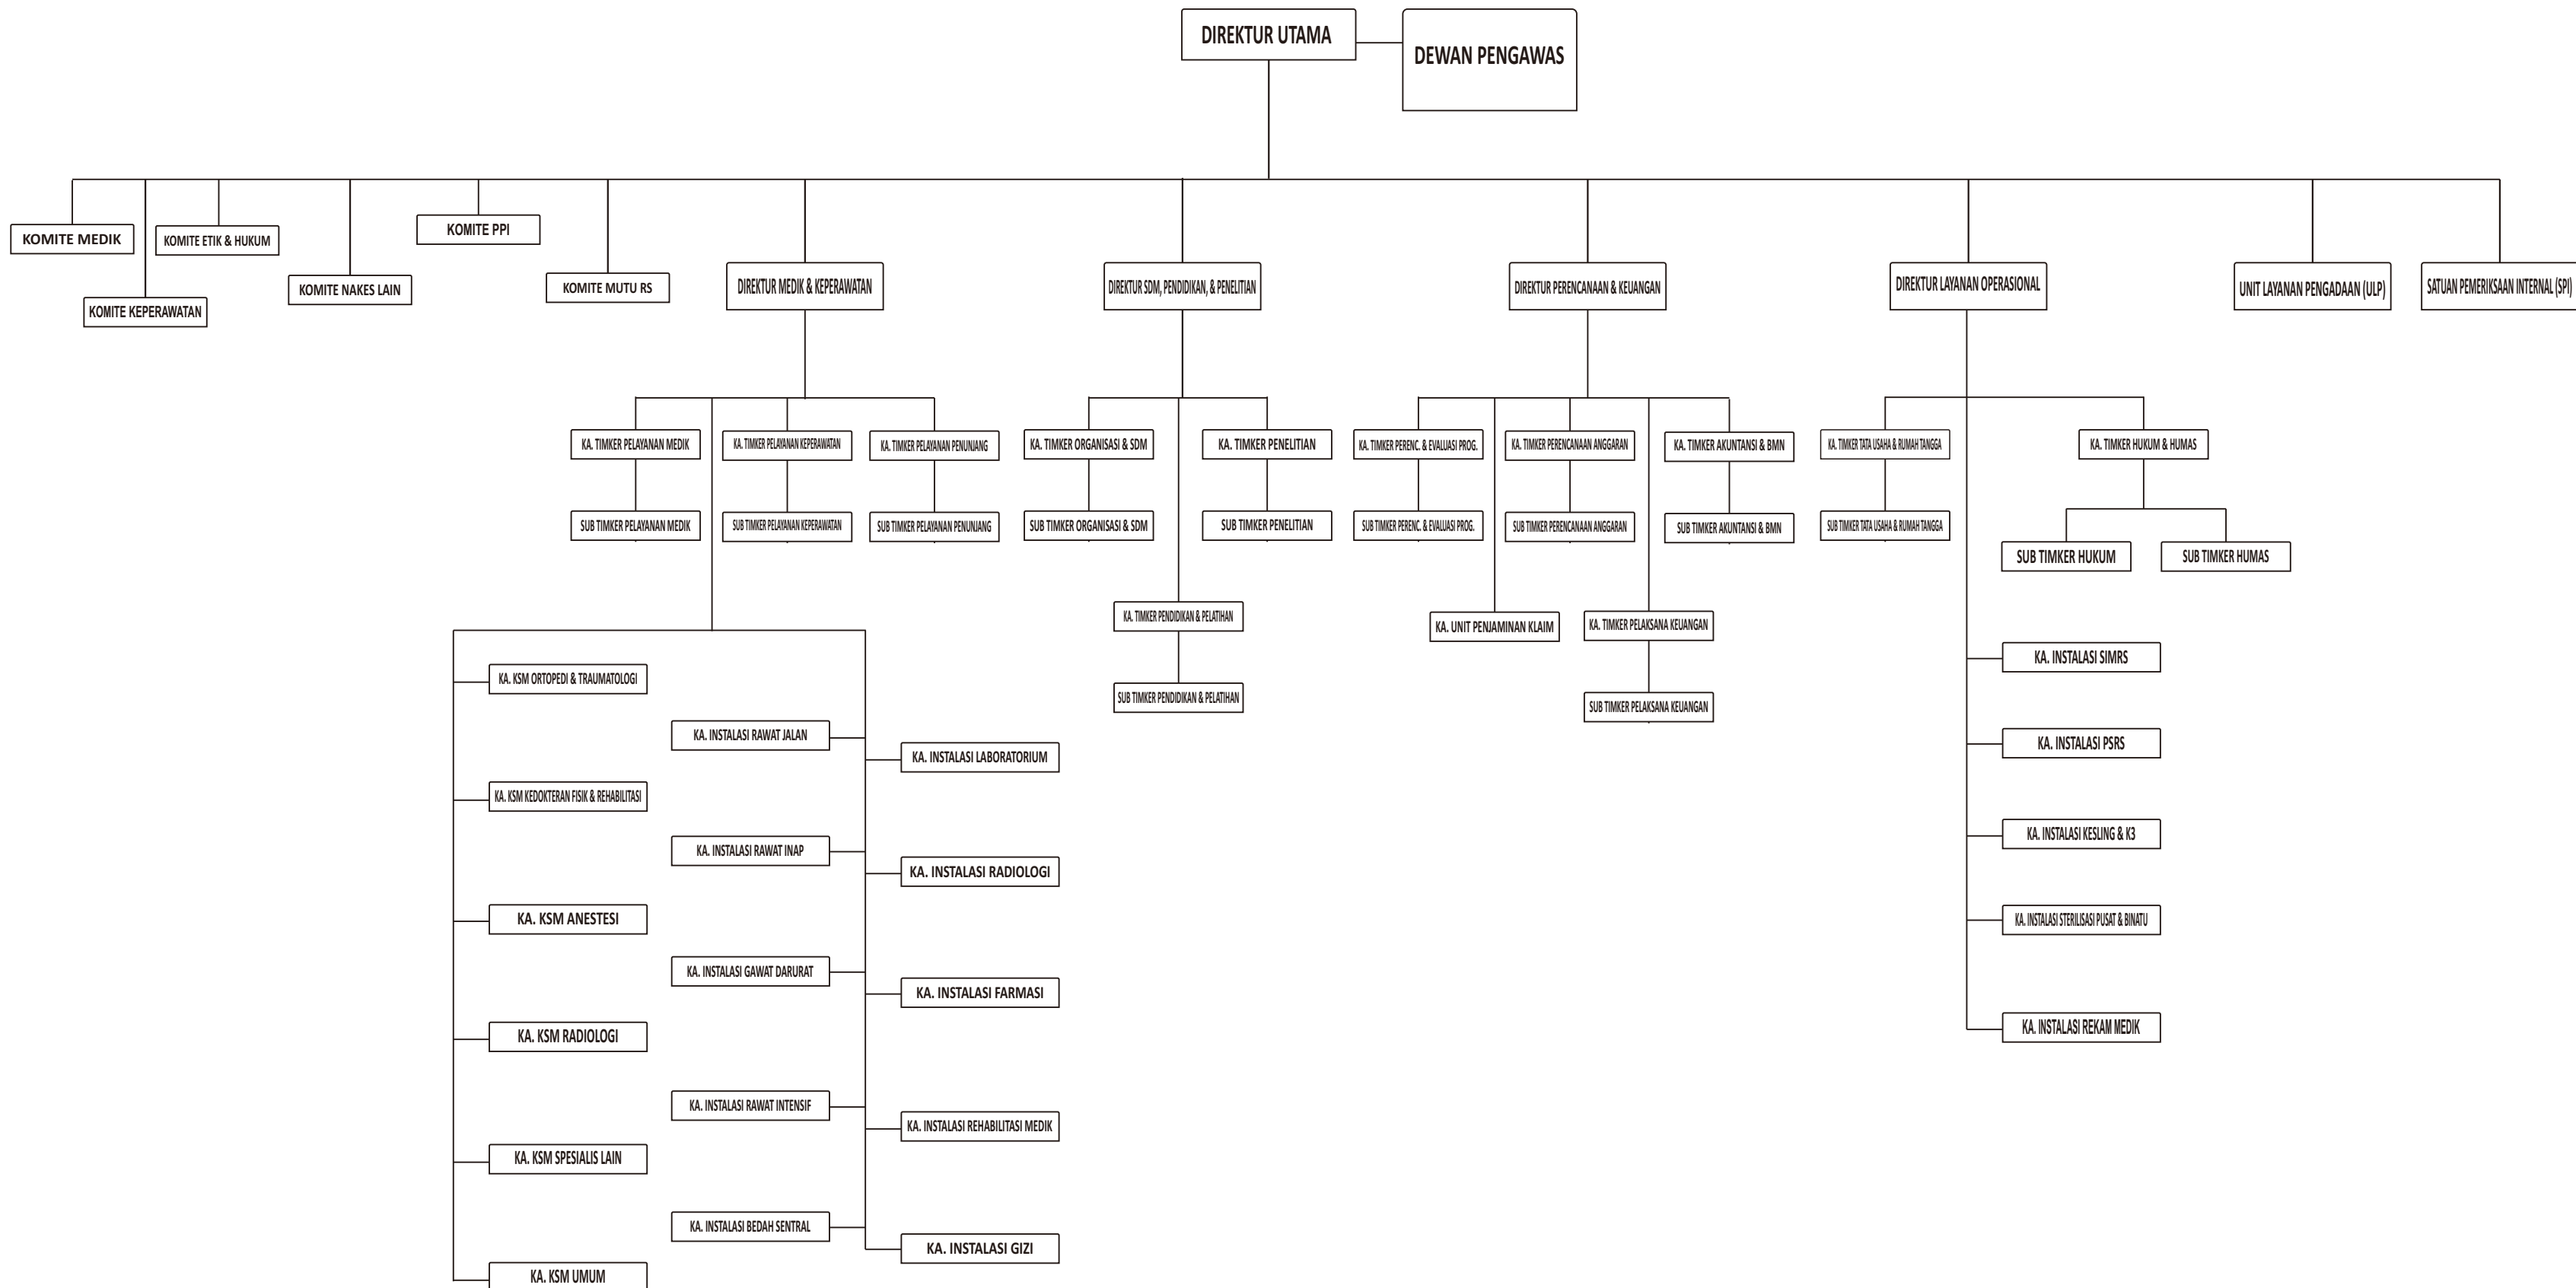 DIREKTUR UTAMA
DEWAN PENGAWAS
KOMITE MEDIK
KOMITE KEPERAWATAN
KOMITE ETIK & HUKUM
KOMITE NAKES LAIN
KOMITE PPI
KOMITE MUTU RS
DIREKTUR MEDIK & KEPERAWATAN
DIREKTUR SDM, PENDIDIKAN, & PENELITIAN
DIREKTUR PERENCANAAN & KEUANGAN
DIREKTUR LAYANAN OPERASIONAL
UNIT LAYANAN PENGADAAN (ULP)
SATUAN PEMERIKSAAN INTERNAL (SPI)
KA. TIMKER PELAYANAN MEDIK
KA. TIMKER PELAYANAN KEPERAWATAN
KA. TIMKER PELAYANAN PENUNJANG
KA. TIMKER ORGANISASI & SDM
KA. TIMKER PENELITIAN
KA. TIMKER PERENC. & EVALUASI PROG.
KA. TIMKER PERENCANAAN ANGGARAN
KA. TIMKER AKUNTANSI & BMN
KA. TIMKER TATA USAHA & RUMAH TANGGA
KA. TIMKER HUKUM & HUMAS
SUB TIMKER PELAYANAN MEDIK
SUB TIMKER PELAYANAN KEPERAWATAN
SUB TIMKER PELAYANAN PENUNJANG
SUB TIMKER ORGANISASI & SDM
SUB TIMKER PENELITIAN
SUB TIMKER PERENC. & EVALUASI PROG.
SUB TIMKER PERENCANAAN ANGGARAN
SUB TIMKER AKUNTANSI & BMN
SUB TIMKER TATA USAHA & RUMAH TANGGA
SUB TIMKER HUKUM
SUB TIMKER HUMAS
KA. TIMKER PENDIDIKAN & PELATIHAN
SUB TIMKER PENDIDIKAN & PELATIHAN
KA. UNIT PENJAMINAN KLAIM
KA. TIMKER PELAKSANA KEUANGAN
SUB TIMKER PELAKSANA KEUANGAN
KA. KSM ORTOPEDI & TRAUMATOLOGI
KA. KSM KEDOKTERAN FISIK & REHABILITASI
KA. KSM ANESTESI
KA. KSM RADIOLOGI
KA. KSM SPESIALIS LAIN
KA. KSM UMUM
KA. INSTALASI RAWAT JALAN
KA. INSTALASI RAWAT INAP
KA. INSTALASI GAWAT DARURAT
KA. INSTALASI RAWAT INTENSIF
KA. INSTALASI BEDAH SENTRAL
KA. INSTALASI LABORATORIUM
KA. INSTALASI RADIOLOGI
KA. INSTALASI FARMASI
KA. INSTALASI REHABILITASI MEDIK
KA. INSTALASI GIZI
KA. INSTALASI SIMRS
KA. INSTALASI PSRS
KA. INSTALASI KESLING & K3
KA. INSTALASI STERILISASI PUSAT & BINATU
KA. INSTALASI REKAM MEDIK